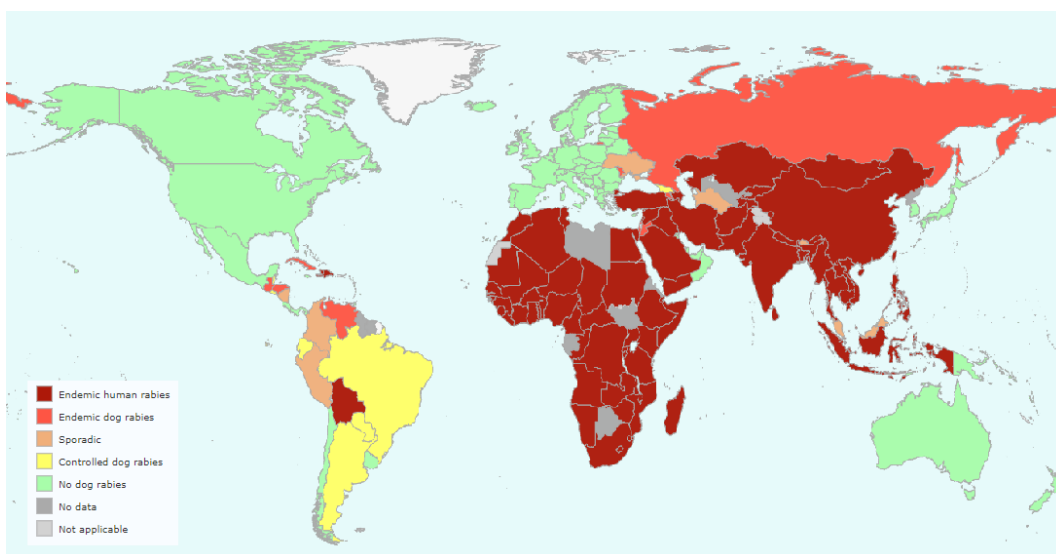 Endemic human rabies
Endemic dog rabies
Sporadic
Controlled dog rabies
No dog rabies
No data
Not applicable